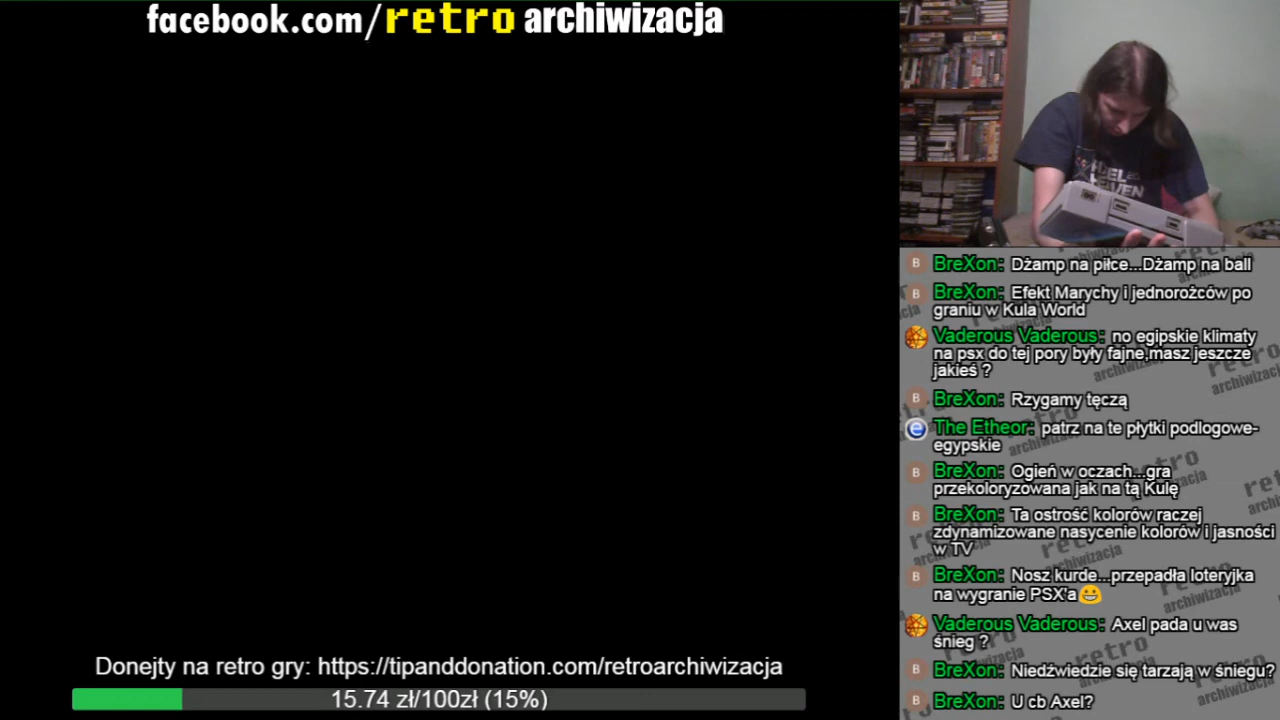 facebook.com/retro archiwizacja
BreXon: Dżamp na piłce...Dżamp na ball
BreXon: Efekt Marychy i jednorożców po
graniu w Kula World
Vaderous Vaderous: no egipskie klimaty
na psx do tej pory były fajne,masz jeszcze
jakieś ?
BreXon: Rzygamy tęczą
The Etheor: patrz na te płytki podlogowe-
egypskie
BreXon: Ogień w oczach...gra
przekoloryzowana jak na tą Kulę
BreXon: Ta ostrość kolorów raczej
zdynamizowane nasycenie kolorów i jasności
w TV
BreXon: Nosz kurde...przepadła loteryjka
na wygranie PSX'a😀
Vaderous Vaderous: Axel pada u was
śnieg ?
BreXon: Niedźwiedzie się tarzają w śniegu?
BreXon: U cb Axel?
Donejty na retro gry: https://tipanddonation.com/retroarchiwizacja
15.74 zł/100zł (15%)